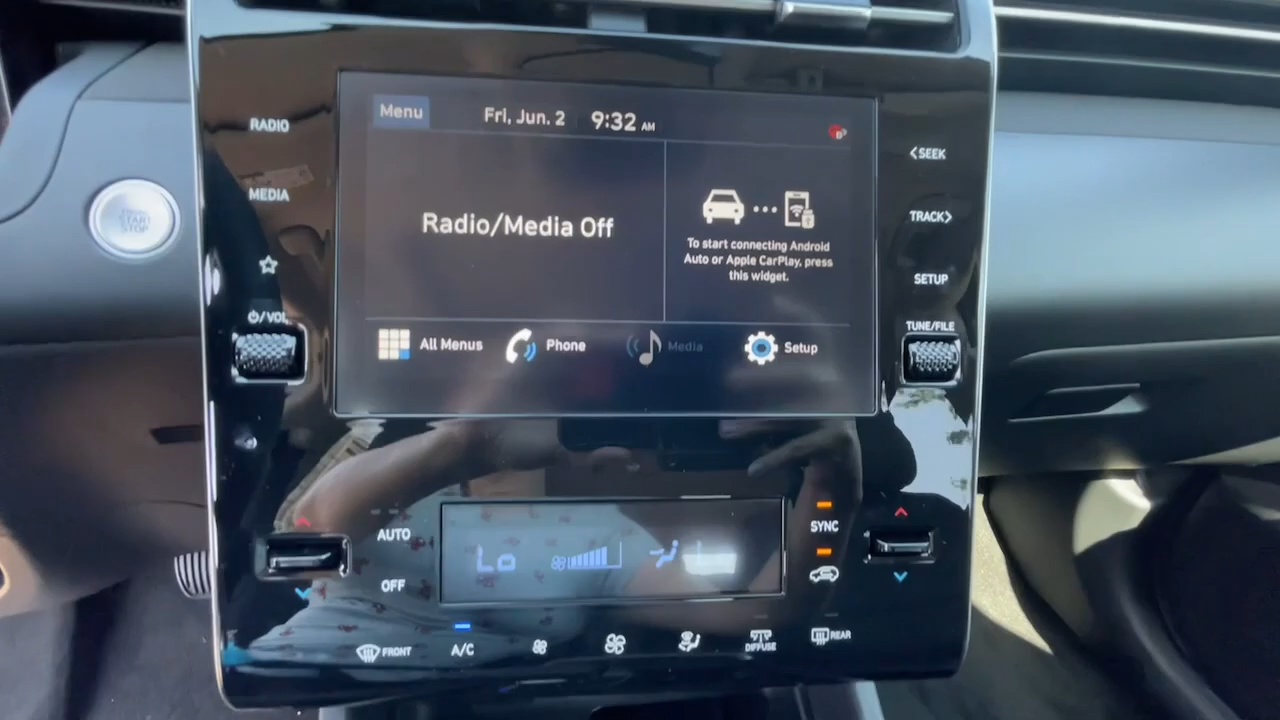 Menu
Fri, Jun. 2 9:32 AM
RADIO
MEDIA
START
STOP
⏻/VOL
Radio/Media Off
To start connecting Android
Auto or Apple CarPlay, press
this widget.
All Menus
Phone
Media
Setup
<SEEK
TRACK>
SETUP
TUNE/FILE
AUTO
OFF
Lo
SYNC
FRONT
A/C
DIFFUSE
REAR